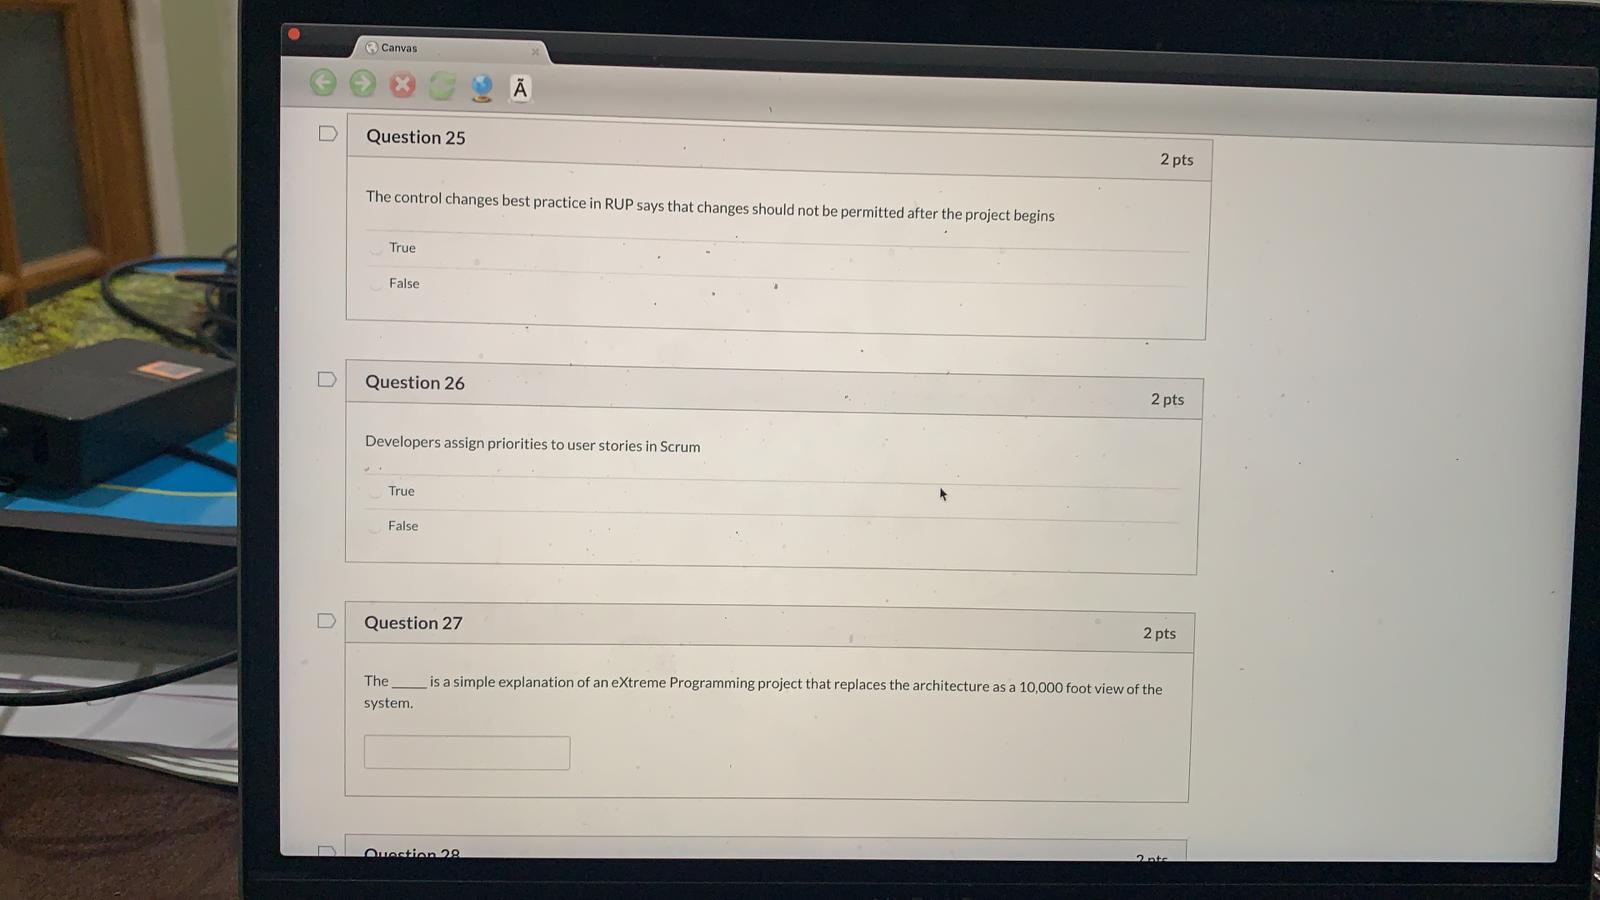 Canvas
Ã
Question 25
2 pts
The control changes best practice in RUP says that changes should not be permitted after the project begins
True
False
Question 26
2 pts
Developers assign priorities to user stories in Scrum
True
False
Question 27
2 pts
The _____ is a simple explanation of an eXtreme Programming project that replaces the architecture as a 10,000 foot view of the
system.
Question 28
2 pts